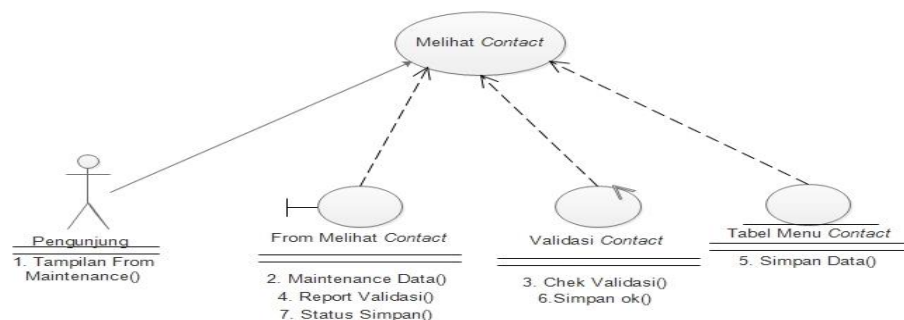 Melihat Contact
Pengunjung
1. Tampilan From
Maintenance()
From Melihat Contact
2. Maintenance Data()
4. Report Validasi()
7. Status Simpan()
Validasi Contact
3. Chek Validasi()
6.Simpan ok()
Tabel Menu Contact
5. Simpan Data()